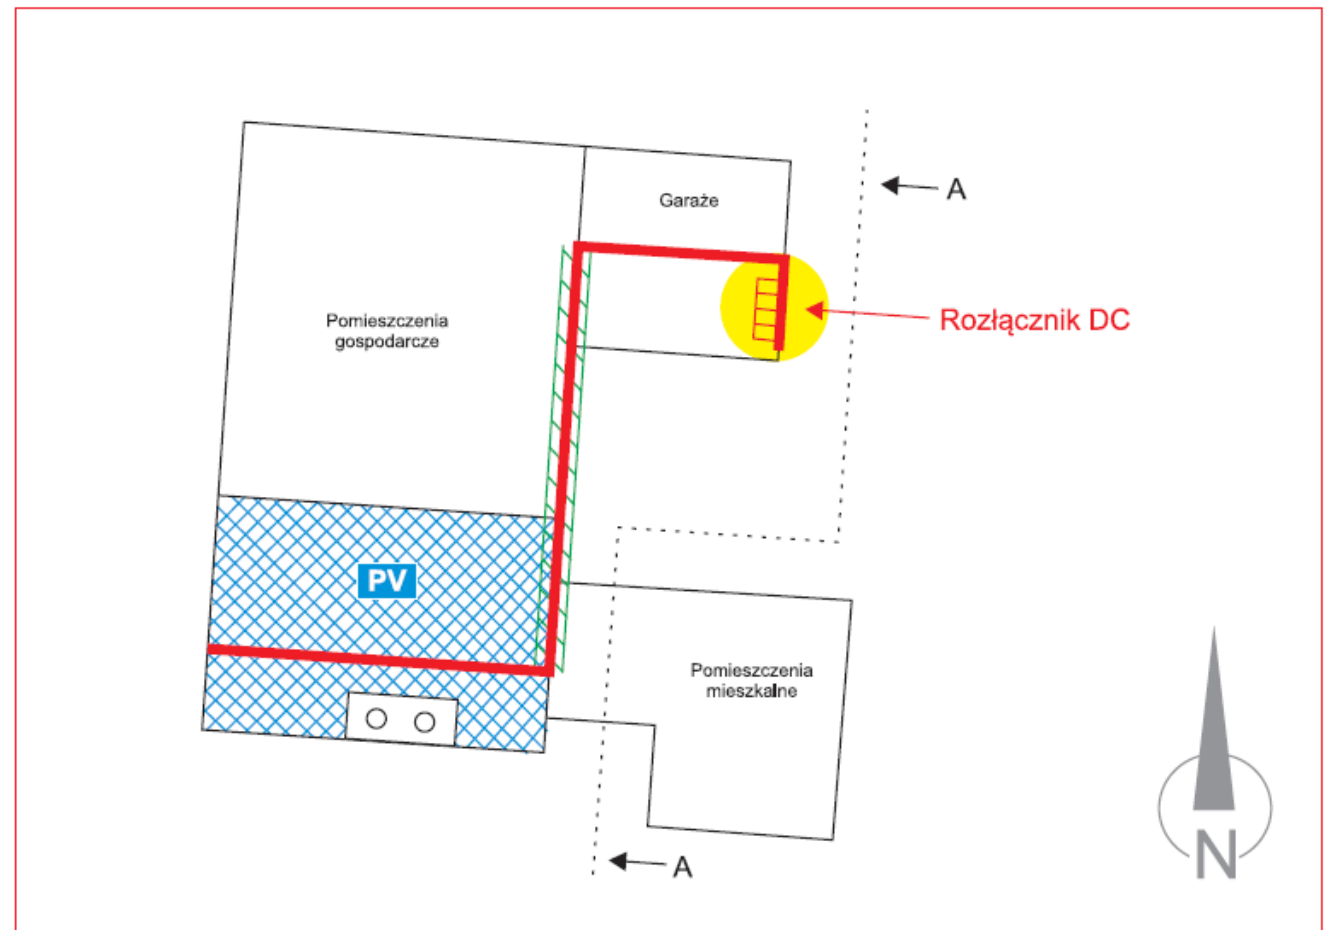 Garaże
A
Pomieszczenia
gospodarcze
Rozłącznik DC
PV
Pomieszczenia
mieszkalne
A
N